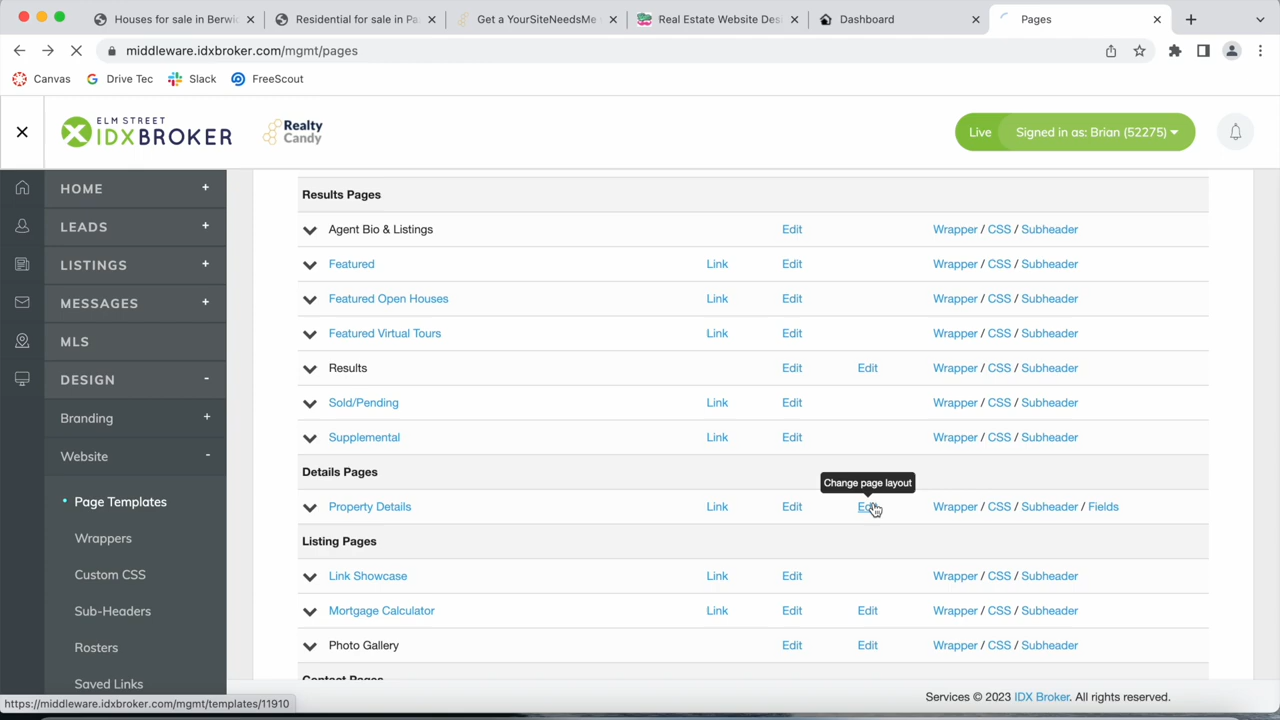 Houses for sale in Berwi
Residential for sale in Pa
Get a YourSiteNeedsMe
Real Estate Website Des
Dashboard
Pages
middleware.idxbroker.com/mgmt/pages
Canvas
Drive Tec
Slack
FreeScout
ELM STREET
IDXBROKER
Realty
Candy
Live
Signed in as: Brian (52275)
HOME +
LEADS +
LISTINGS +
MESSAGES +
MLS
DESIGN -
Branding +
Website -
Page Templates
Wrappers
Custom CSS
Sub-Headers
Rosters
Saved Links
Results Pages
Agent Bio & Listings Edit Wrapper / CSS / Subheader
Featured Link Edit Wrapper / CSS / Subheader
Featured Open Houses Link Edit Wrapper / CSS / Subheader
Featured Virtual Tours Link Edit Wrapper / CSS / Subheader
Results Edit Edit Wrapper / CSS / Subheader
Sold/Pending Link Edit Wrapper / CSS / Subheader
Supplemental Link Edit Wrapper / CSS / Subheader
Details Pages
Change page layout
Property Details Link Edit Edit Wrapper / CSS / Subheader / Fields
Listing Pages
Link Showcase Link Edit Wrapper / CSS / Subheader
Mortgage Calculator Link Edit Edit Wrapper / CSS / Subheader
Photo Gallery Edit Edit Wrapper / CSS / Subheader
Contact Pages
Services © 2023 IDX Broker. All rights reserved.
https://middleware.idxbroker.com/mgmt/templates/11910